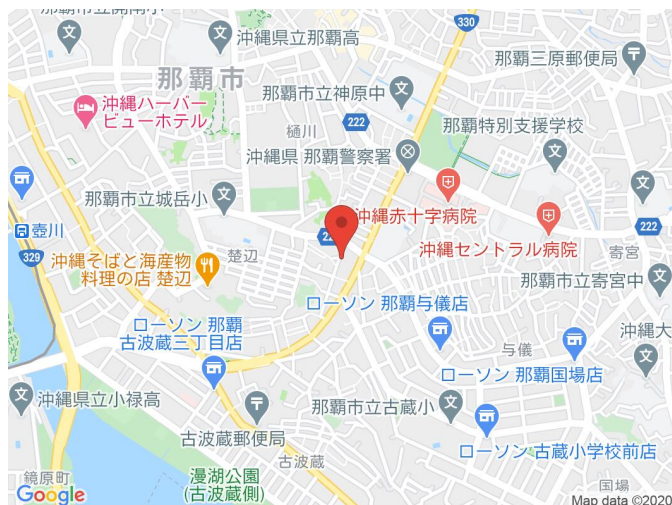 那覇市立開南小
沖縄県立那覇高
330
那覇三原郵便局
那覇市
那覇市立神原中
沖縄ハーバー
ビューホテル
樋川
222
那覇特別支援学校
沖縄県 那覇警察署
那覇市立城岳小
沖縄赤十字病院
222
壺川
329
楚辺
沖縄セントラル病院
寄宮
沖縄そばと海産物
料理の店 楚辺
那覇市立寄宮中
ローソン 那覇与儀店
ローソン 那覇
古波蔵三丁目店
沖縄大
与儀
ローソン 那覇国場店
沖縄県立小禄高
那覇市立古蔵小
古波蔵郵便局
ローソン 古蔵小学校前店
古波蔵
鏡原町
漫湖公園
(古波蔵側)
国場
Google
Map data ©2020